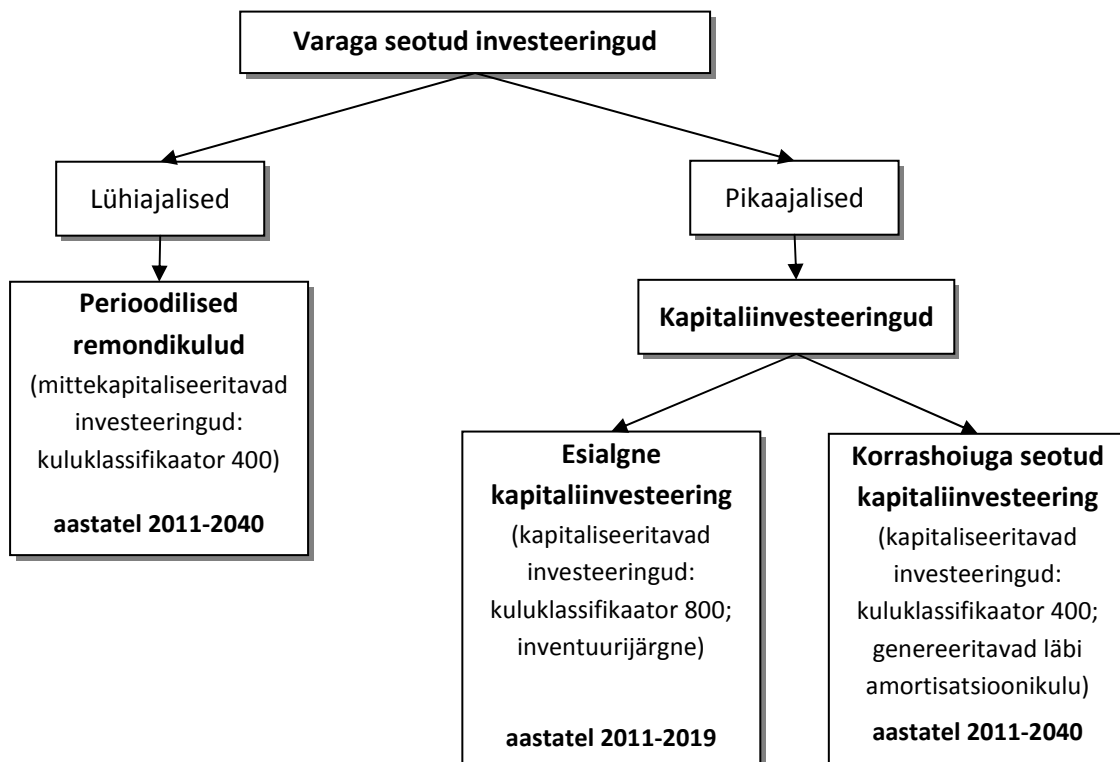 Varaga seotud investeeringud
Lühiajalised
Pikaajalised
Perioodilised
remondikulud
(mittekapitaliseeritavad
investeeringud:
kuluklassifikaator 400)
aastatel 2011-2040
Kapitaliinvesteeringud
Esialgne
kapitaliinvesteering
(kapitaliseeritavad
investeeringud:
kuluklassifikaator 800;
inventuurijärgne)
aastatel 2011-2019
Korrashoiuga seotud
kapitaliinvesteering
(kapitaliseeritavad
investeeringud:
kuluklassifikaator 400;
genereeritavad läbi
amortisatsioonikulu)
aastatel 2011-2040